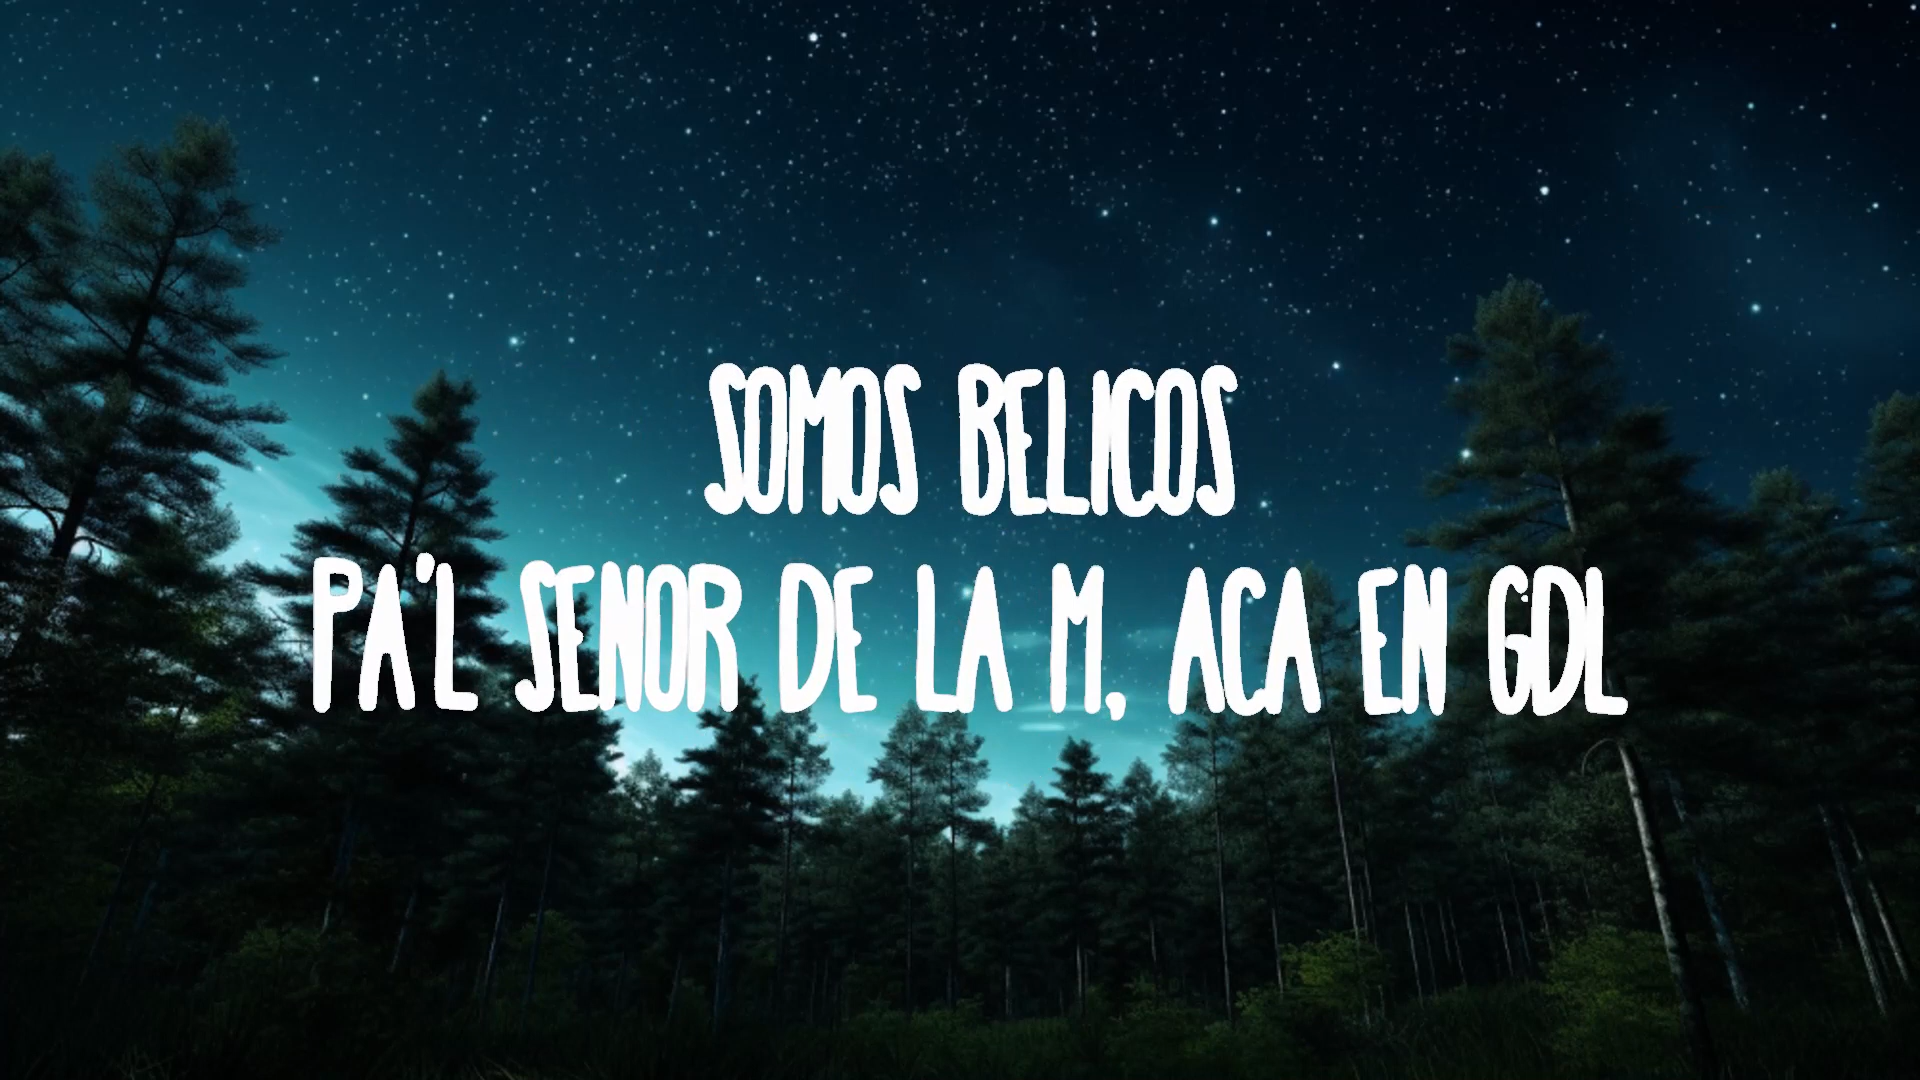 SOMOS BELICOS
PA'L SENOR DE LA M, ACA EN GDL